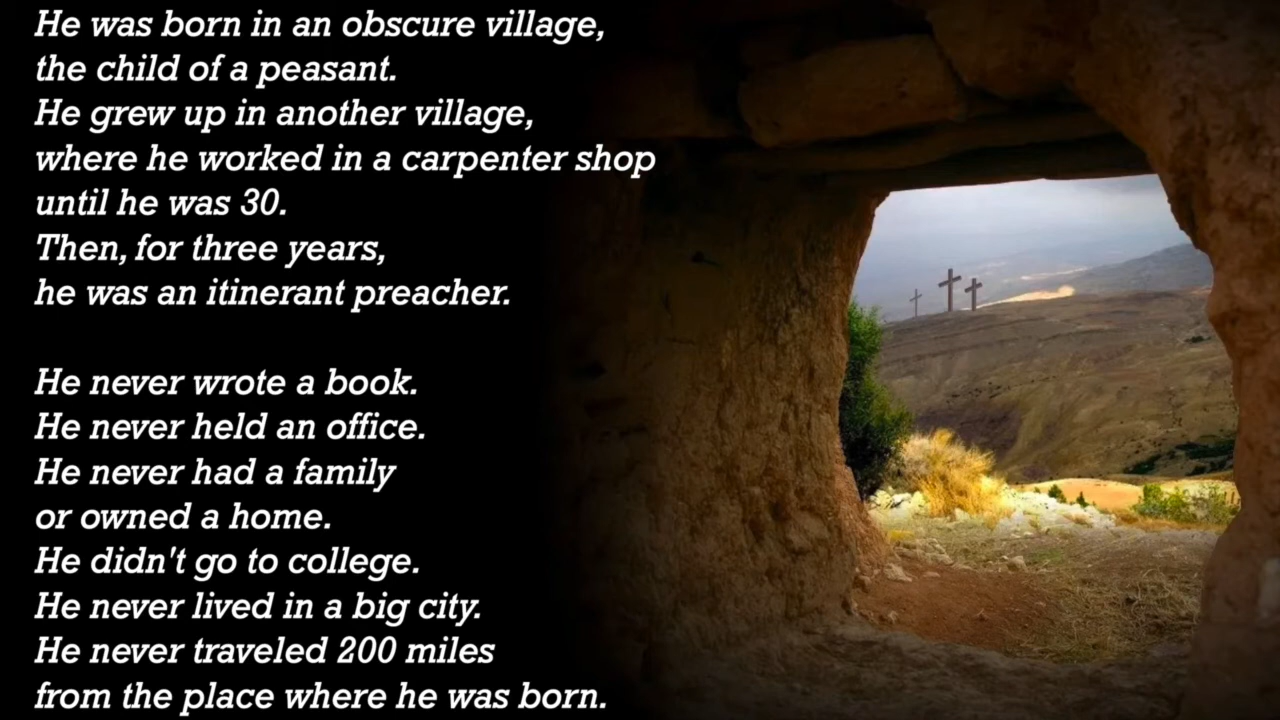 He was born in an obscure village,
the child of a peasant.
He grew up in another village,
where he worked in a carpenter shop
until he was 30.
Then, for three years,
he was an itinerant preacher.
He never wrote a book.
He never held an office.
He never had a family
or owned a home.
He didn't go to college.
He never lived in a big city.
He never traveled 200 miles
from the place where he was born.